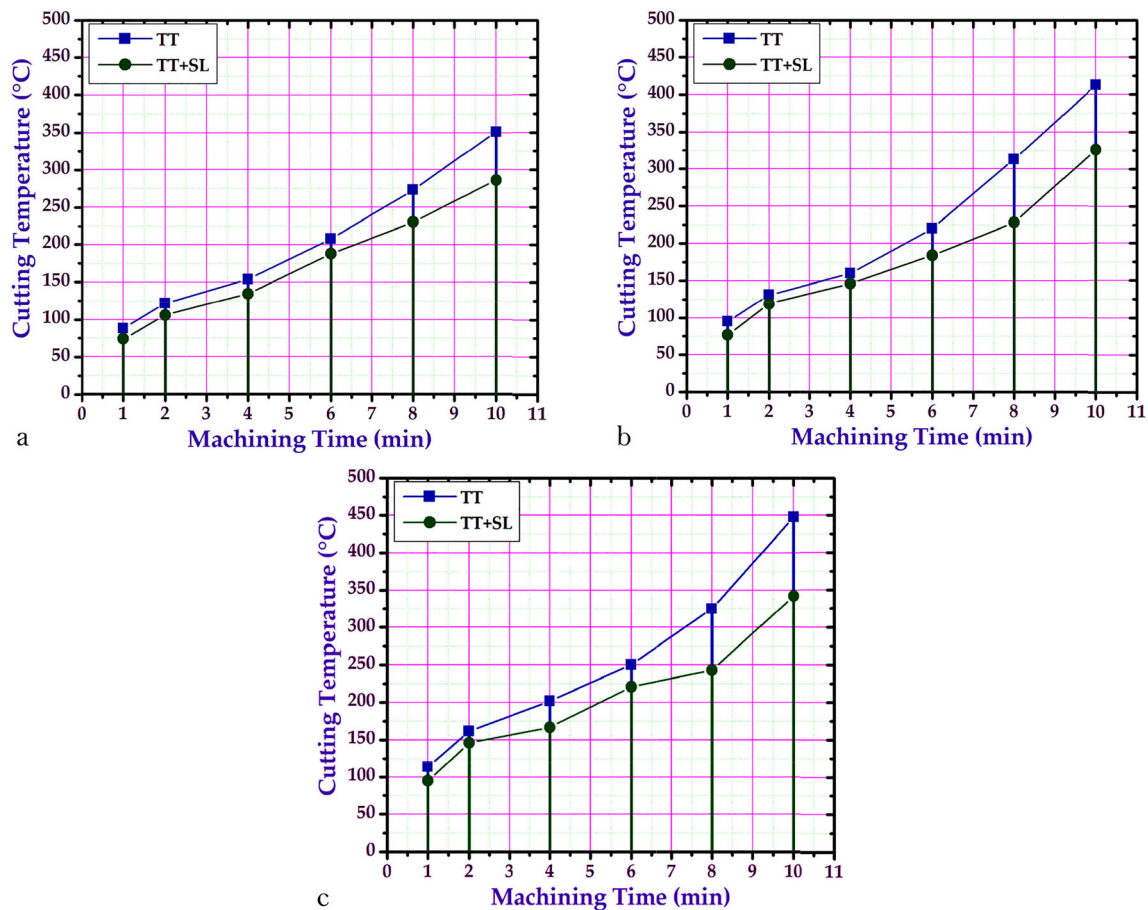 500
450
400
350
300
250
200
150
100
50
0
Cutting Temperature (°C)
TT
TT+SL
0 1 2 3 4 5 6 7 8 9 10 11
Machining Time (min)
a
500
450
400
350
300
250
200
150
100
50
0
Cutting Temperature (°C)
TT
TT+SL
0 1 2 3 4 5 6 7 8 9 10 11
Machining Time (min)
b
500
450
400
350
300
250
200
150
100
50
0
Cutting Temperature (°C)
TT
TT+SL
0 1 2 3 4 5 6 7 8 9 10 11
Machining Time (min)
c